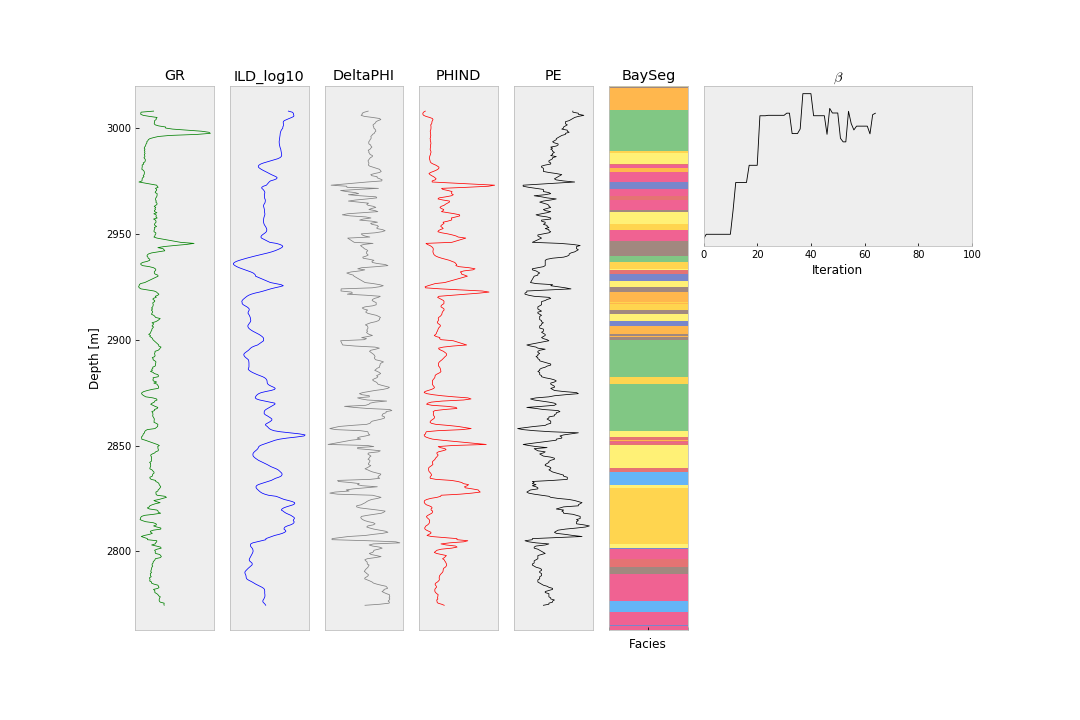 GR ILD_log10 DeltaPHI PHIND PE BaySeg β
3000
2950
2900
2850
2800
Depth [m]
0 20 40 60 80 100
Iteration
Facies